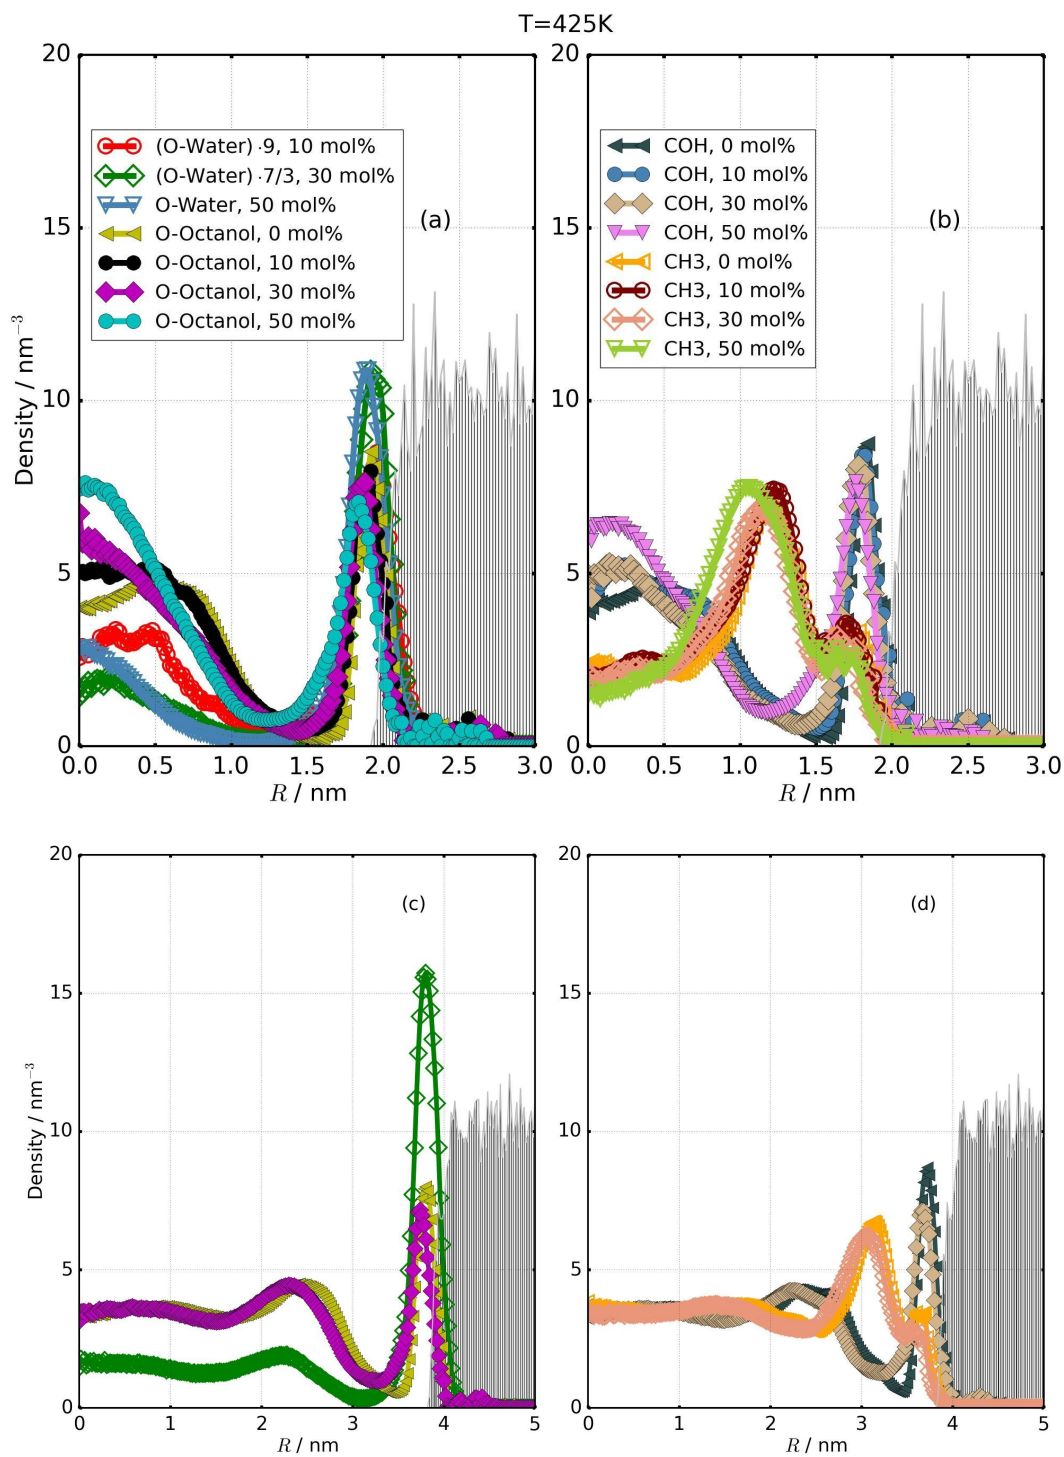 T=425K
20
15
10
5
0
Density / nm⁻³
(O-Water) ·9, 10 mol%
(O-Water) ·7/3, 30 mol%
O-Water, 50 mol%
O-Octanol, 0 mol%
O-Octanol, 10 mol%
O-Octanol, 30 mol%
O-Octanol, 50 mol%
(a)
0.0 0.5 1.0 1.5 2.0 2.5 3.0
R / nm
20
15
10
5
0
COH, 0 mol%
COH, 10 mol%
COH, 30 mol%
COH, 50 mol%
CH3, 0 mol%
CH3, 10 mol%
CH3, 30 mol%
CH3, 50 mol%
(b)
0.0 0.5 1.0 1.5 2.0 2.5 3.0
R / nm
20
15
10
5
0
Density / nm⁻³
(c)
0 1 2 3 4 5
R / nm
20
15
10
5
0
(d)
0 1 2 3 4 5
R / nm